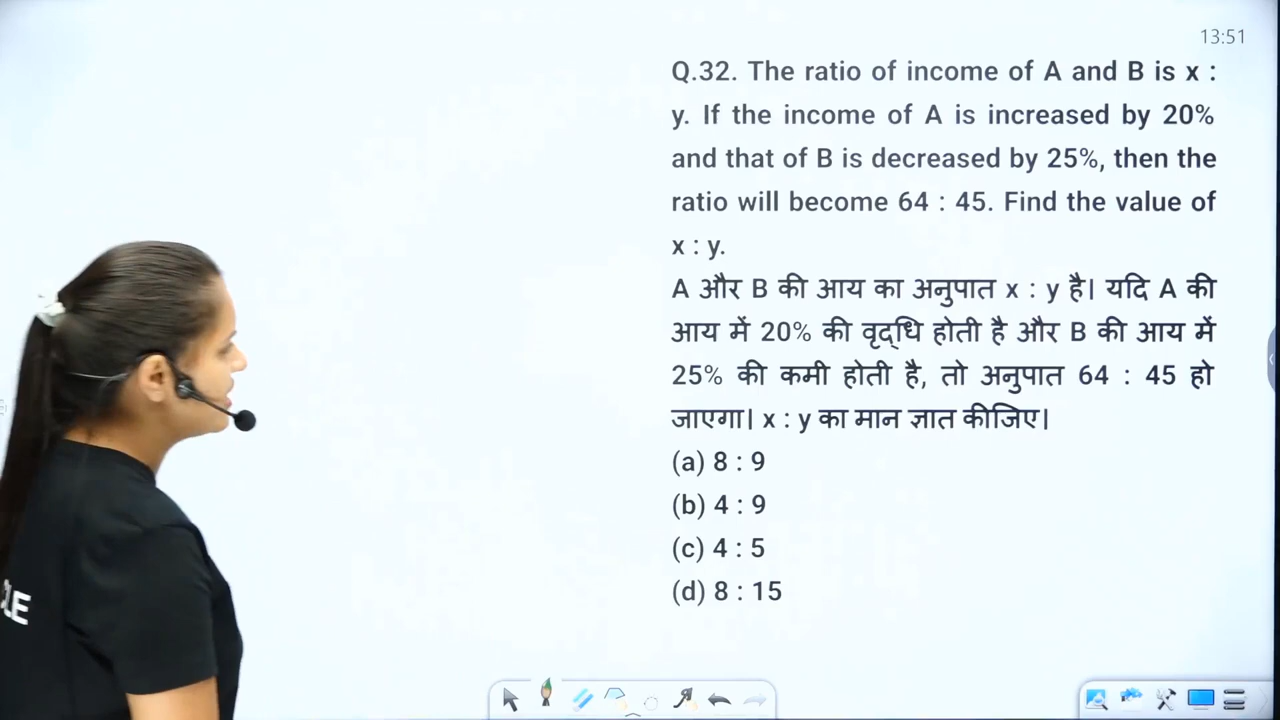 13:51
Q.32. The ratio of income of A and B is x :
y. If the income of A is increased by 20%
and that of B is decreased by 25%, then the
ratio will become 64 : 45. Find the value of
x : y.
A और B की आय का अनुपात x : y है। यदि A की
आय में 20% की वृद्धि होती है और B की आय में
25% की कमी होती है, तो अनुपात 64 : 45 हो
जाएगा। x : y का मान ज्ञात कीजिए।
(a) 8 : 9
(b) 4 : 9
(c) 4 : 5
(d) 8 : 15